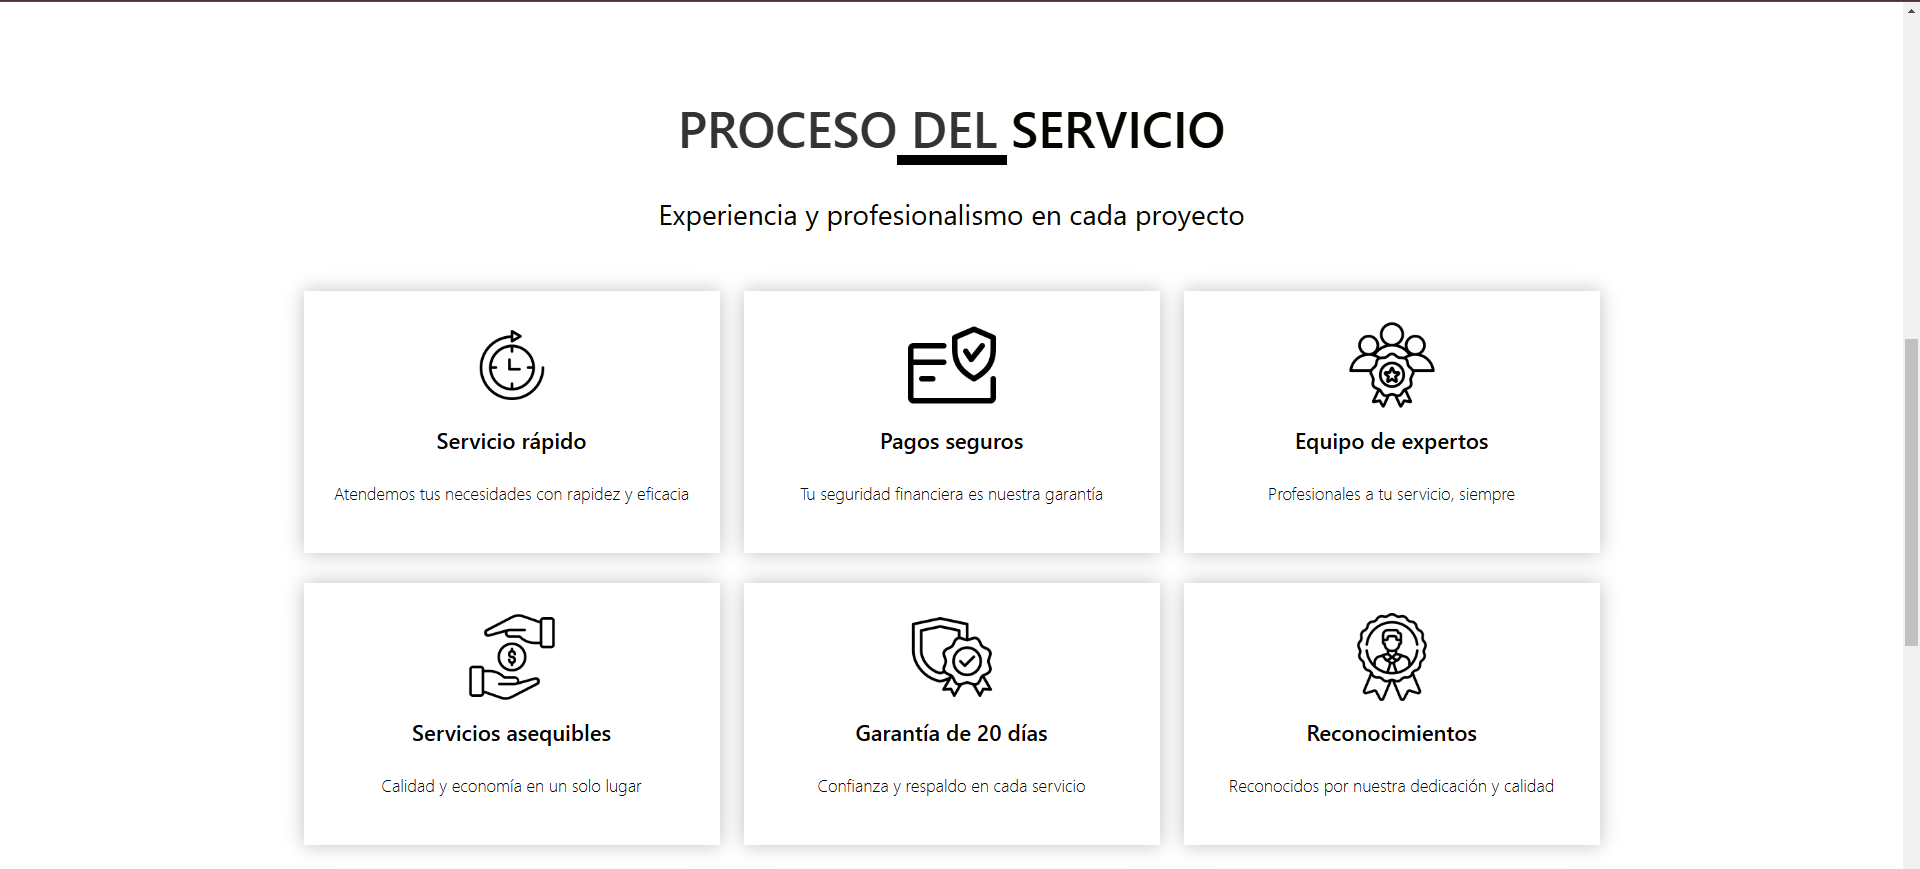 PROCESO DEL SERVICIO
Experiencia y profesionalismo en cada proyecto
Servicio rápido
Atendemos tus necesidades con rapidez y eficacia
Pagos seguros
Tu seguridad financiera es nuestra garantía
Equipo de expertos
Profesionales a tu servicio, siempre
$
Servicios asequibles
Calidad y economía en un solo lugar
Garantía de 20 días
Confianza y respaldo en cada servicio
Reconocimientos
Reconocidos por nuestra dedicación y calidad